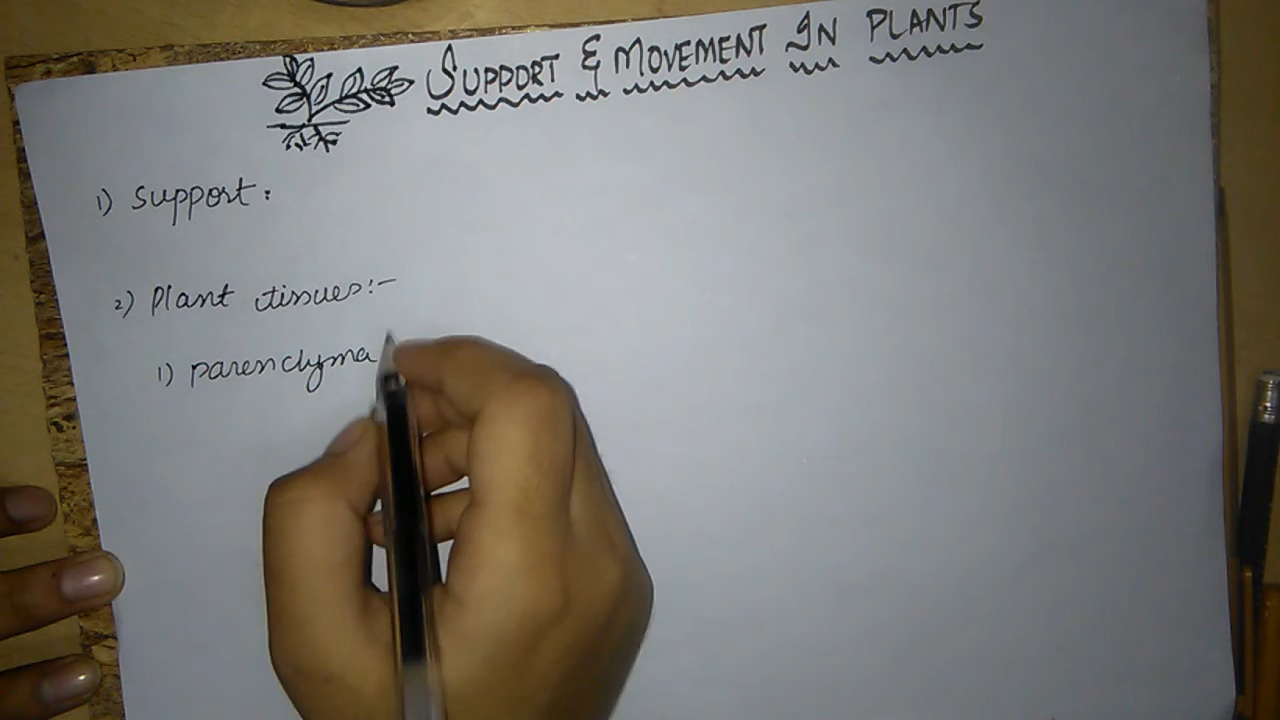 SUPPORT & MOVEMENT IN PLANTS
1) Support :
2) Plant tissues:-
1) parenchyma